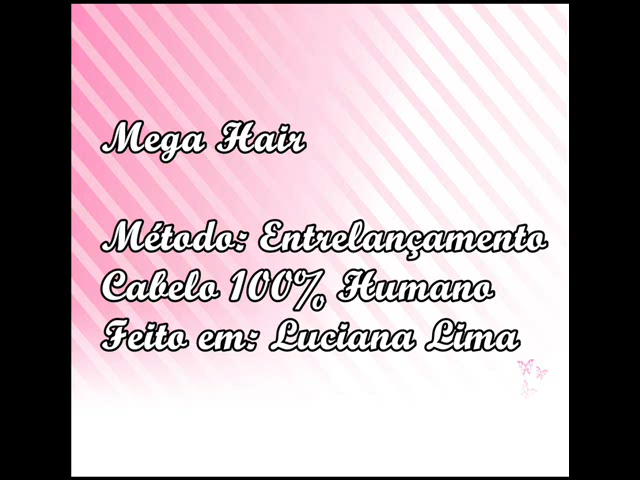 Mega Hair
Método: Entrelançamento
Cabelo 100% Humano
Feito em: Luciana Lima